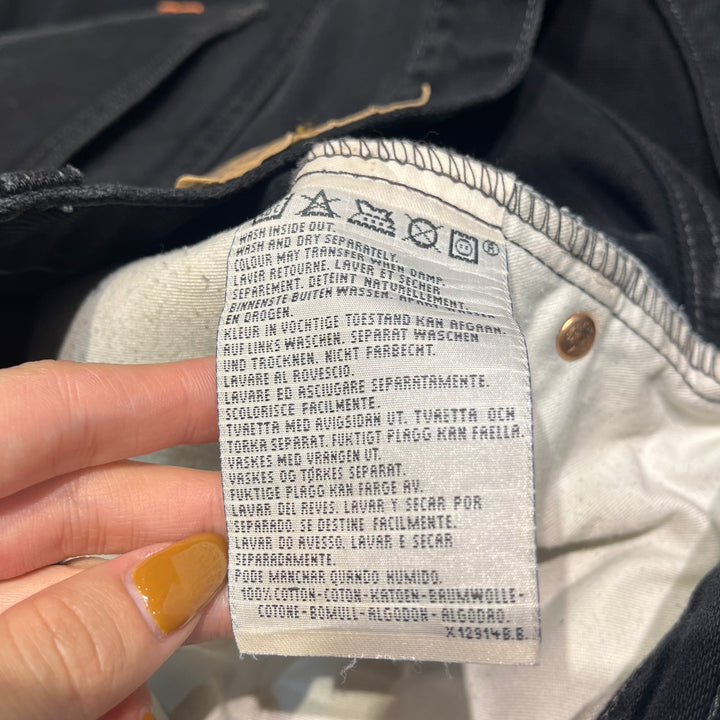 ®
WASH INSIDE OUT.
WASH AND DRY SEPARATELY.
COLOUR MAY TRANSFER WHEN DAMP.
LAVER RETOURNE. LAVER ET SECHER
SEPAREMENT. DETEINT NATURELLEMENT.
BINNENSTE BUITEN WASSEN. WASSEN
EN DROGEN.
KLEUR IN VOCHTIGE TOESTAND KAN AFGAAN.
AUF LINKS WASCHEN. SEPARAT WASCHEN
UND TROCKNEN. NICHT FARBECHT.
LAVARE AL ROVESCIO.
LAVARE ED ASCIUGARE SEPARATAMENTE.
SCOLORISCE FACILMENTE.
TVAETTA MED AVIGSIDAN UT. TVAETTA OCH
TORKA SEPARAT. FUKTIGT PLAGG KAN FAELLA.
VASKES MED VRANGEN UT.
VASKES OG TØRKES SEPARAT.
FUKTIGE PLAGG KAN FARGE AV.
LAVAR DEL REVES. LAVAR Y SECAR POR
SEPARADO. SE DESTINE FACILMENTE.
LAVAR DO AVESSO. LAVAR E SECAR
SEPARADAMENTE.
PODE MANCHAR QUANDO HUMIDO.
100% COTTON-COTON-KATOEN-BAUMWOLLE-
COTONE-BOMULL-ALGODON-ALGODAO.
X12914B.B.